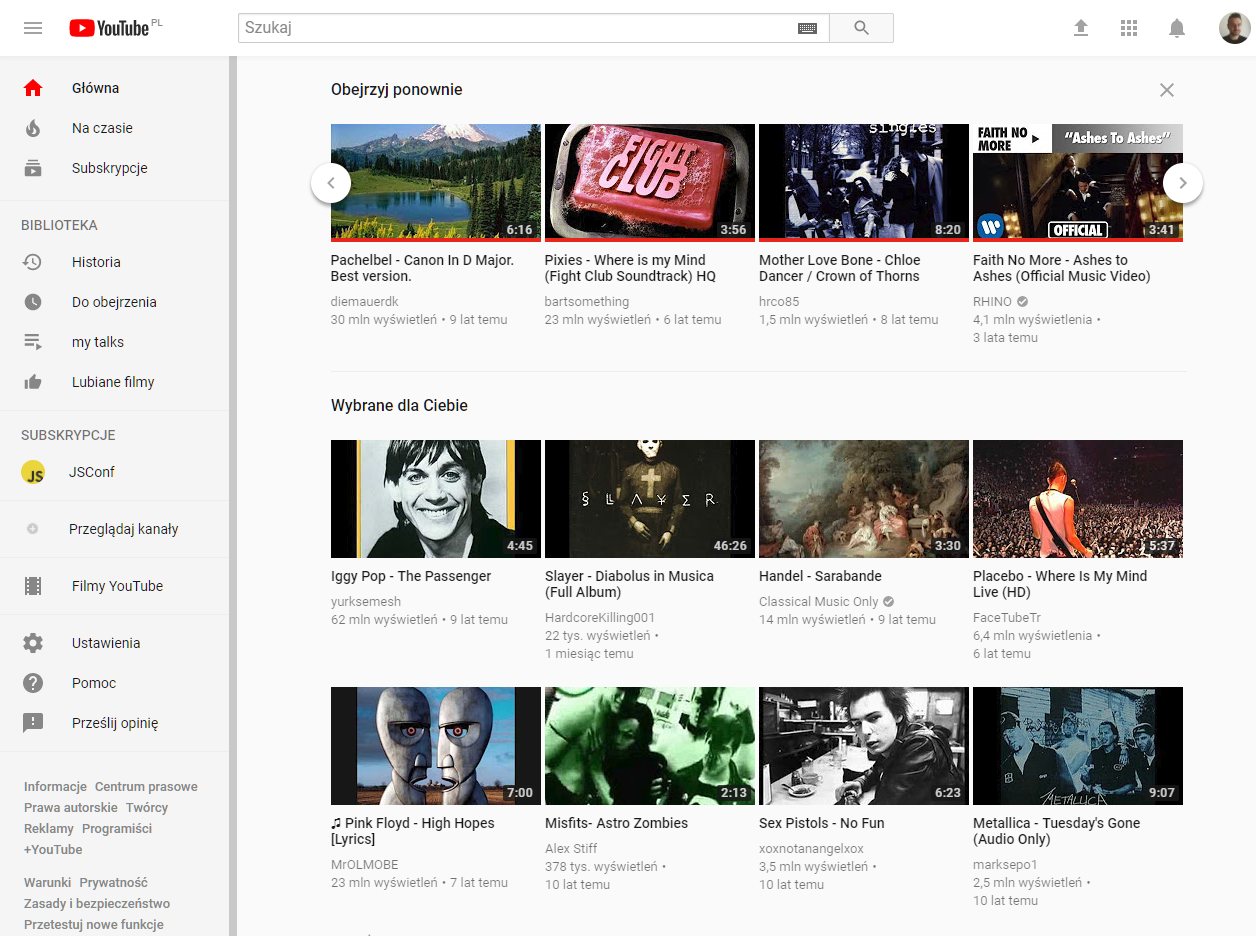 YouTube PL
Szukaj
Główna
Na czasie
Subskrypcje
BIBLIOTEKA
Historia
Do obejrzenia
my talks
Lubiane filmy
SUBSKRYPCJE
JS
JSConf
Przeglądaj kanały
Filmy YouTube
Ustawienia
Pomoc
Prześlij opinię
Informacje Centrum prasowe
Prawa autorskie Twórcy
Reklamy Programiści
+YouTube
Warunki Prywatność
Zasady i bezpieczeństwo
Przetestuj nowe funkcje
Obejrzyj ponownie
6:16
Pachelbel - Canon In D Major.
Best version.
diemauerdk
30 mln wyświetleń • 9 lat temu
FIGHT
CLUB
3:56
Pixies - Where is my Mind
(Fight Club Soundtrack) HQ
bartsomething
23 mln wyświetleń • 6 lat temu
singles
8:20
Mother Love Bone - Chloe
Dancer / Crown of Thorns
hrco85
1,5 mln wyświetleń • 8 lat temu
FAITH NO
MORE
“Ashes To Ashes”
OFFICIAL
3:41
Faith No More - Ashes to
Ashes (Official Music Video)
RHINO
4,1 mln wyświetlenia •
3 lata temu
Wybrane dla Ciebie
4:45
Iggy Pop - The Passenger
yurksemesh
62 mln wyświetleń • 9 lat temu
46:26
Slayer - Diabolus in Musica
(Full Album)
HardcoreKilling001
22 tys. wyświetleń •
1 miesiąc temu
3:30
Handel - Sarabande
Classical Music Only
14 mln wyświetleń • 9 lat temu
5:37
Placebo - Where Is My Mind
Live (HD)
FaceTubeTr
6,4 mln wyświetlenia •
6 lat temu
7:00
♫ Pink Floyd - High Hopes
[Lyrics]
MrOLMOBE
23 mln wyświetleń • 7 lat temu
2:13
Misfits- Astro Zombies
Alex Stiff
378 tys. wyświetleń •
10 lat temu
6:23
Sex Pistols - No Fun
xoxnotanangelxox
3,5 mln wyświetleń •
10 lat temu
METALLICA
9:07
Metallica - Tuesday's Gone
(Audio Only)
marksepo1
2,5 mln wyświetleń •
10 lat temu